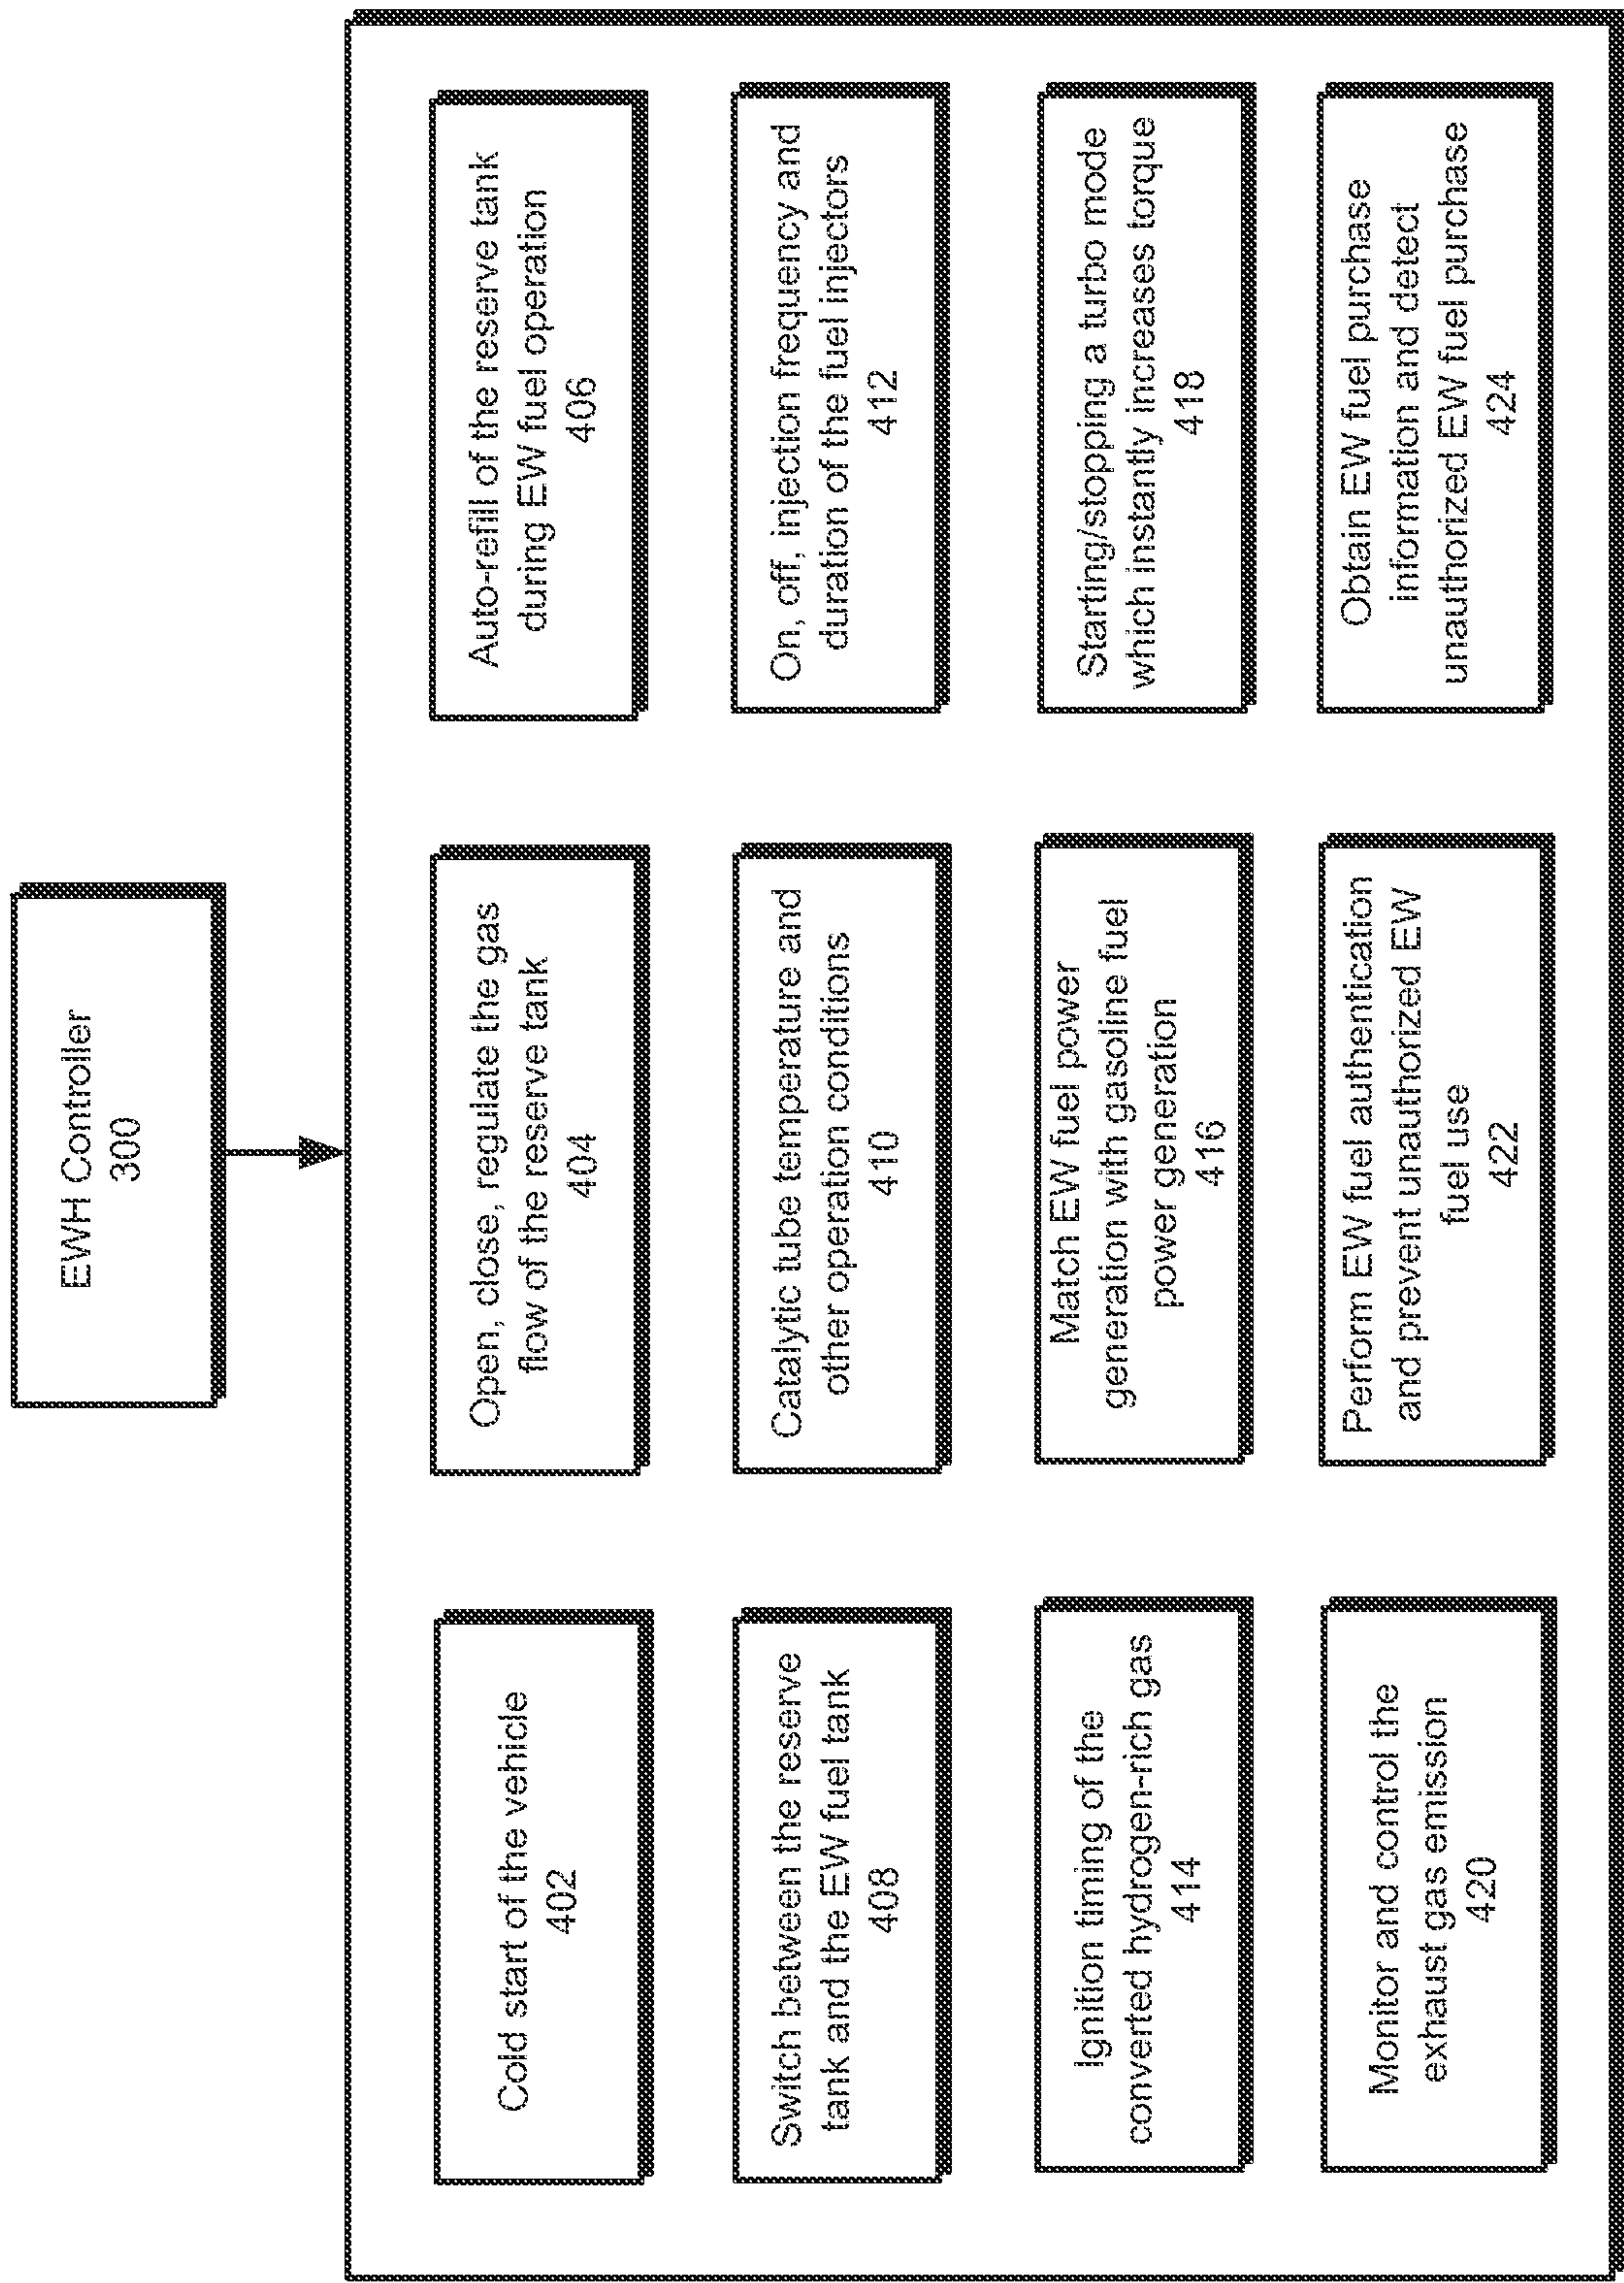 EWH Controller
300
Cold start of the vehicle
402
Open, close, regulate the gas
flow of the reserve tank
404
Auto-refill of the reserve tank
during EW fuel operation
406
Switch between the reserve
tank and the EW fuel tank
408
Catalytic tube temperature and
other operation conditions
410
On, off, injection frequency and
duration of the fuel injectors
412
Ignition timing of the
converted hydrogen-rich gas
414
Match EW fuel power
generation with gasoline fuel
power generation
416
Starting/stopping a turbo mode
which instantly increases torque
418
Monitor and control the
exhaust gas emission
420
Perform EW fuel authentication
and prevent unauthorized EW
fuel use
422
Obtain EW fuel purchase
information and detect
unauthorized EW fuel purchase
424